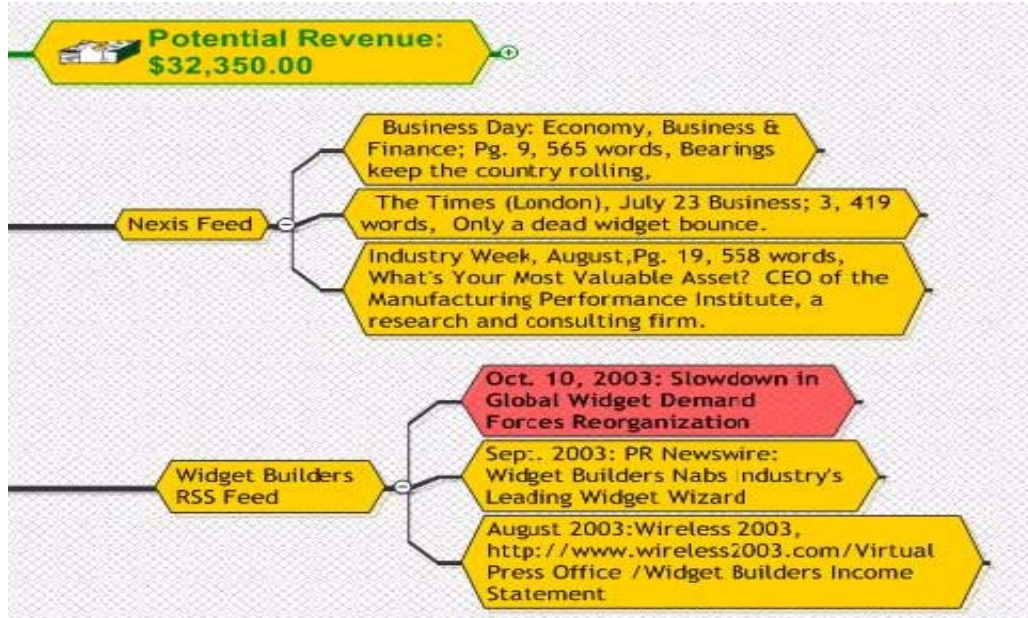 Potential Revenue:
$32,350.00
Nexis Feed
Business Day: Economy, Business &
Finance; Pg. 9, 565 words, Bearings
keep the country rolling,
The Times (London), July 23 Business; 3, 419
words, Only a dead widget bounce.
Industry Week, August,Pg. 19, 558 words,
What's Your Most Valuable Asset? CEO of the
Manufacturing Performance Institute, a
research and consulting firm.
Widget Builders
RSS Feed
Oct. 10, 2003: Slowdown in
Global Widget Demand
Forces Reorganization
Sept. 2003: PR Newswire:
Widget Builders Nabs Industry's
Leading Widget Wizard
August 2003:Wireless 2003,
http://www.wireless2003.com/Virtual
Press Office /Widget Builders Income
Statement